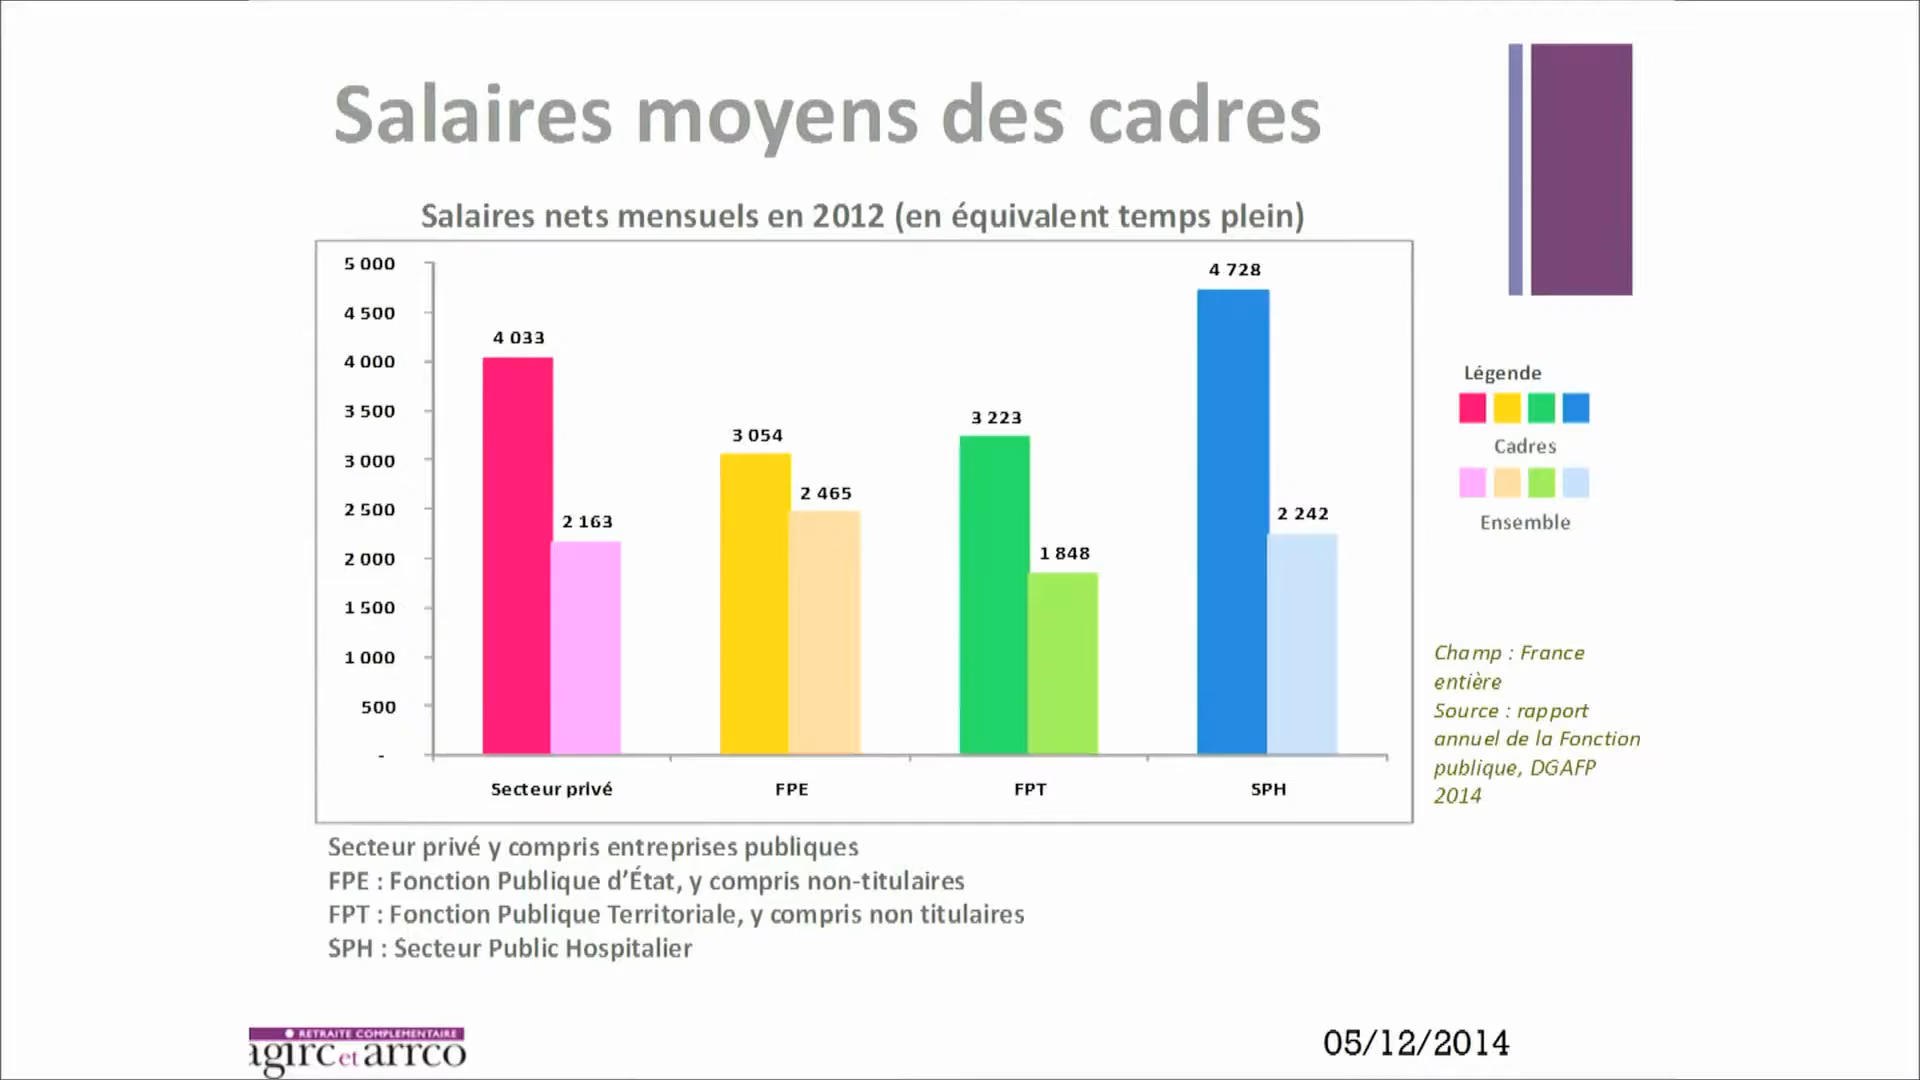 Salaires moyens des cadres
Salaires nets mensuels en 2012 (en équivalent temps plein)
5 000
4 500
4 000
3 500
3 000
2 500
2 000
1 500
1 000
500
-
4 033
2 163
3 054
2 465
3 223
1 848
4 728
2 242
Secteur privé
FPE
FPT
SPH
Légende
Cadres
Ensemble
Champ : France
entière
Source : rapport
annuel de la Fonction
publique, DGAFP
2014
Secteur privé y compris entreprises publiques
FPE : Fonction Publique d’État, y compris non-titulaires
FPT : Fonction Publique Territoriale, y compris non titulaires
SPH : Secteur Public Hospitalier
RETRAITE COMPLEMENTAIRE
agirc et arrco
05/12/2014